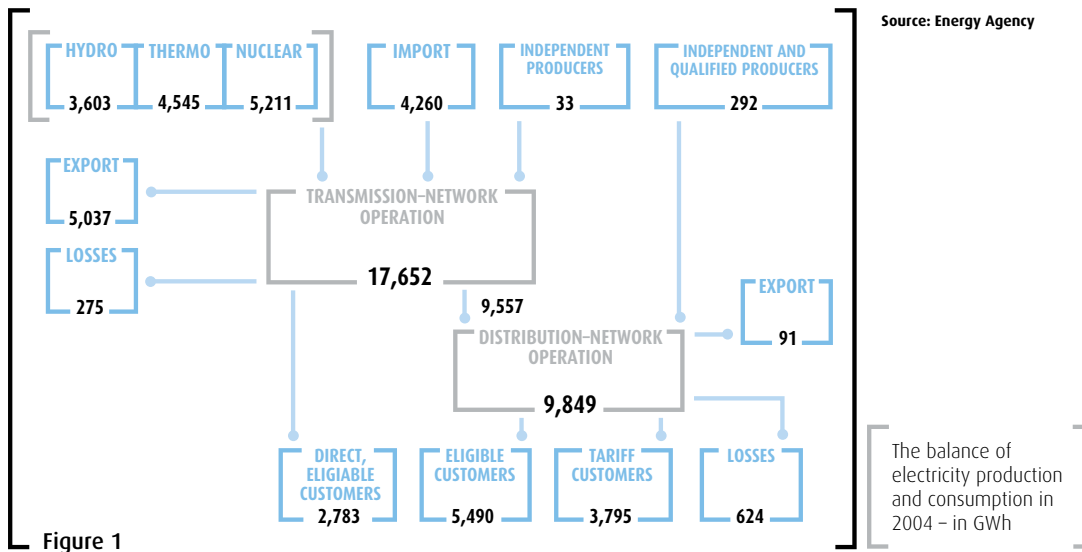 Source: Energy Agency
HYDRO
3,603
THERMO
4,545
NUCLEAR
5,211
IMPORT
4,260
INDEPENDENT
PRODUCERS
33
INDEPENDENT AND
QUALIFIED PRODUCERS
292
EXPORT
5,037
TRANSMISSION–NETWORK
OPERATION
17,652
LOSSES
275
9,557
EXPORT
91
DISTRIBUTION–NETWORK
OPERATION
9,849
DIRECT,
ELIGIABLE
CUSTOMERS
2,783
ELIGIBLE
CUSTOMERS
5,490
TARIFF
CUSTOMERS
3,795
LOSSES
624
The balance of
electricity production
and consumption in
2004 – in GWh
Figure 1